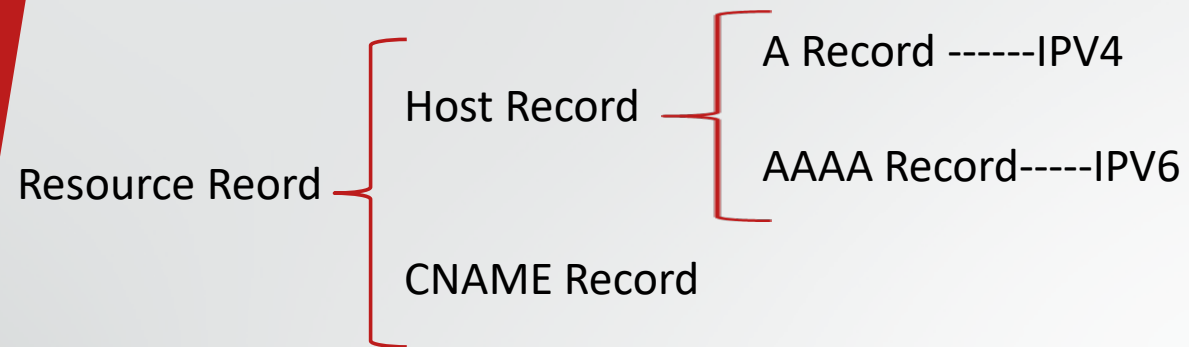 A Record ------IPV4
Host Record
AAAA Record-----IPV6
Resource Reord
CNAME Record